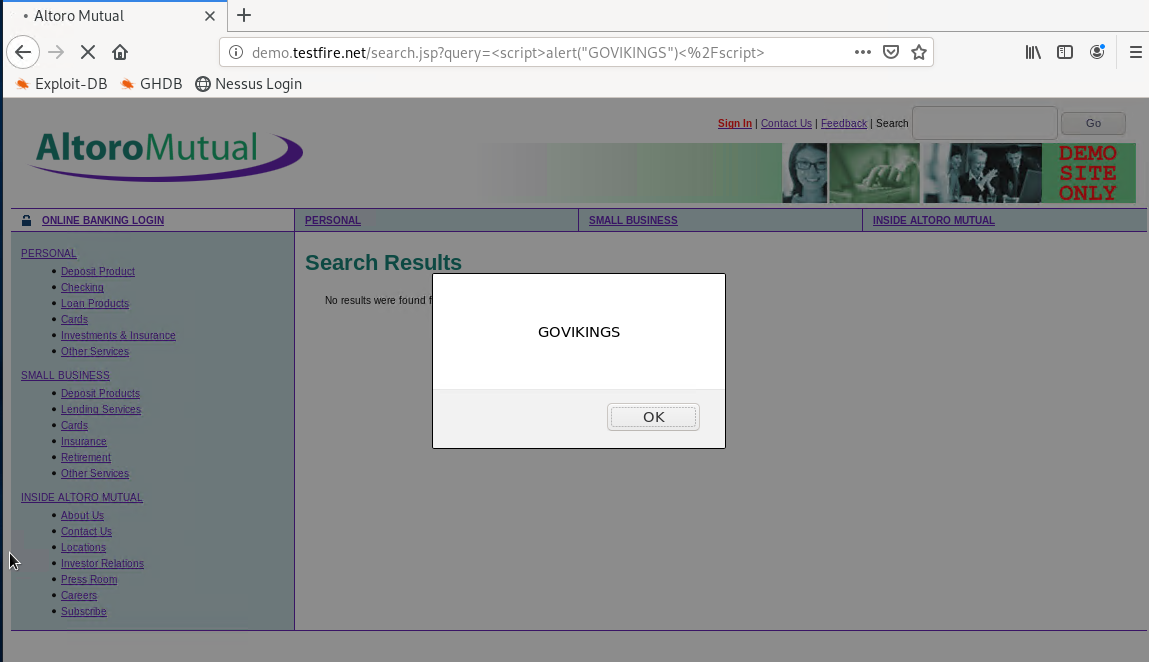 Altoro Mutual
demo.testfire.net/search.jsp?query=<script>alert("GOVIKINGS")<%2Fscript>
Exploit-DB GHDB Nessus Login
Sign In | Contact Us | Feedback | Search Go
AltoroMutual
DEMO
SITE
ONLY
ONLINE BANKING LOGIN PERSONAL SMALL BUSINESS INSIDE ALTORO MUTUAL
PERSONAL
Deposit Product
Checking
Loan Products
Cards
Investments & Insurance
Other Services
SMALL BUSINESS
Deposit Products
Lending Services
Cards
Insurance
Retirement
Other Services
INSIDE ALTORO MUTUAL
About Us
Contact Us
Locations
Investor Relations
Press Room
Careers
Subscribe
Search Results
No results were found f
GOVIKINGS
OK